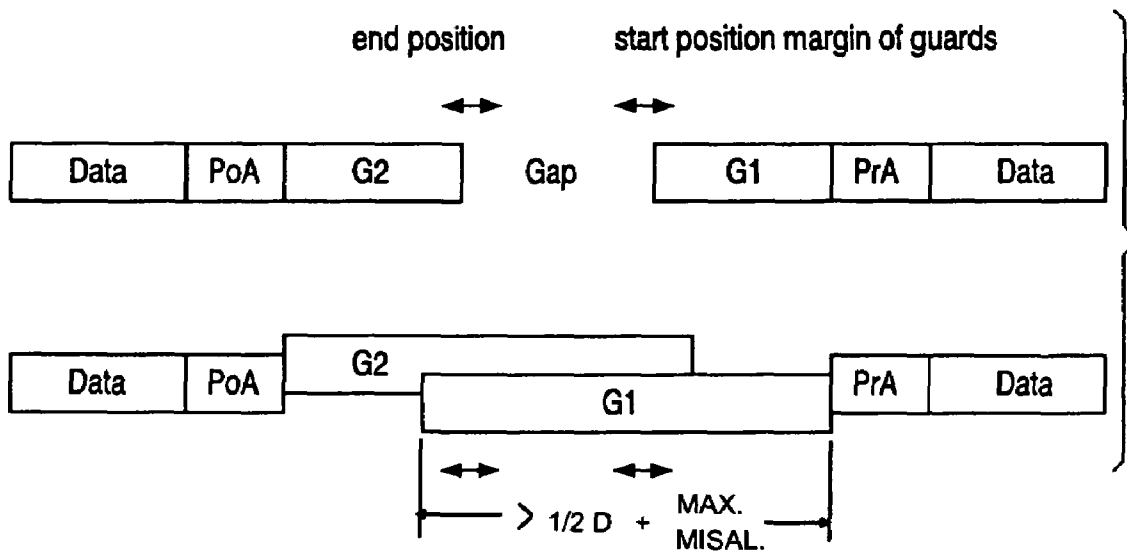 end position start position margin of guards
Data PoA G2 Gap G1 PrA Data
G2
Data PoA PrA Data
G1
> 1/2 D + MAX.
MISAL.